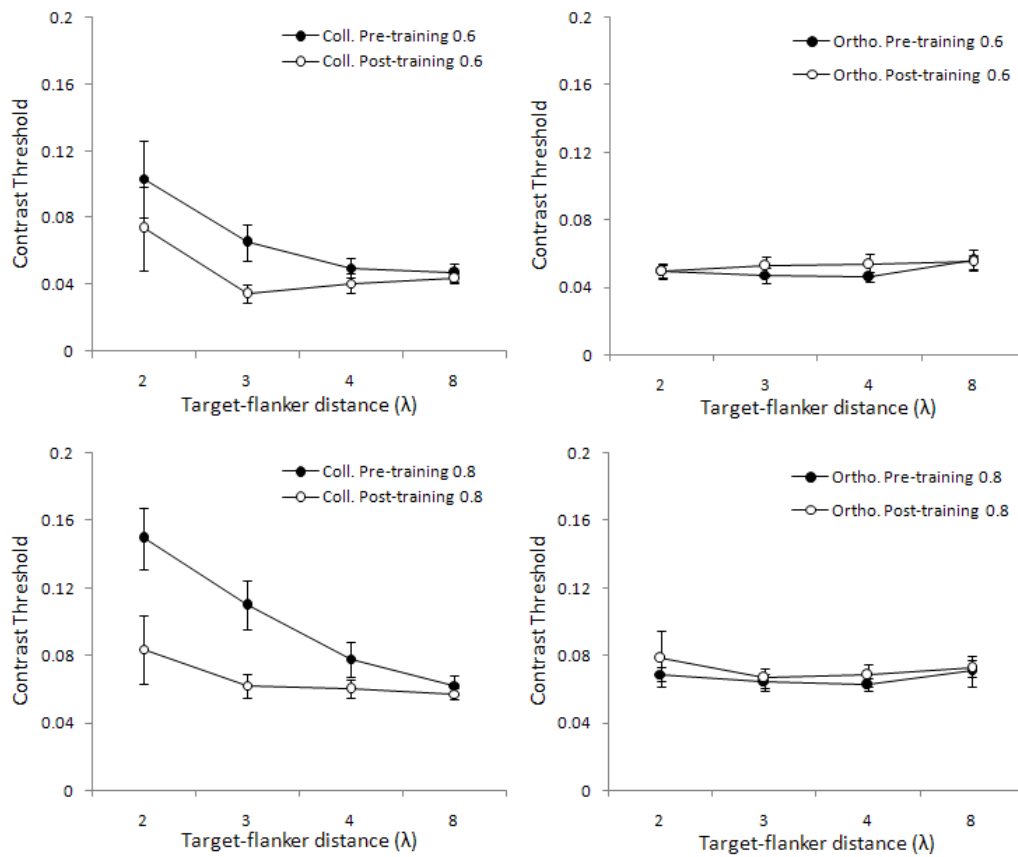 0.2
0.16
0.12
0.08
0.04
0
Contrast Threshold
Coll. Pre-training 0.6
Coll. Post-training 0.6
2 3 4 8
Target-flanker distance (λ)
0.2
0.16
0.12
0.08
0.04
0
Contrast Threshold
Ortho. Pre-training 0.6
Ortho. Post-training 0.6
2 3 4 8
Target-flanker distance (λ)
0.2
0.16
0.12
0.08
0.04
0
Contrast Threshold
Coll. Pre-training 0.8
Coll. Post-training 0.8
2 3 4 8
Target-flanker distance (λ)
0.2
0.16
0.12
0.08
0.04
0
Contrast Threshold
Ortho. Pre-training 0.8
Ortho. Post-training 0.8
2 3 4 8
Target-flanker distance (λ)